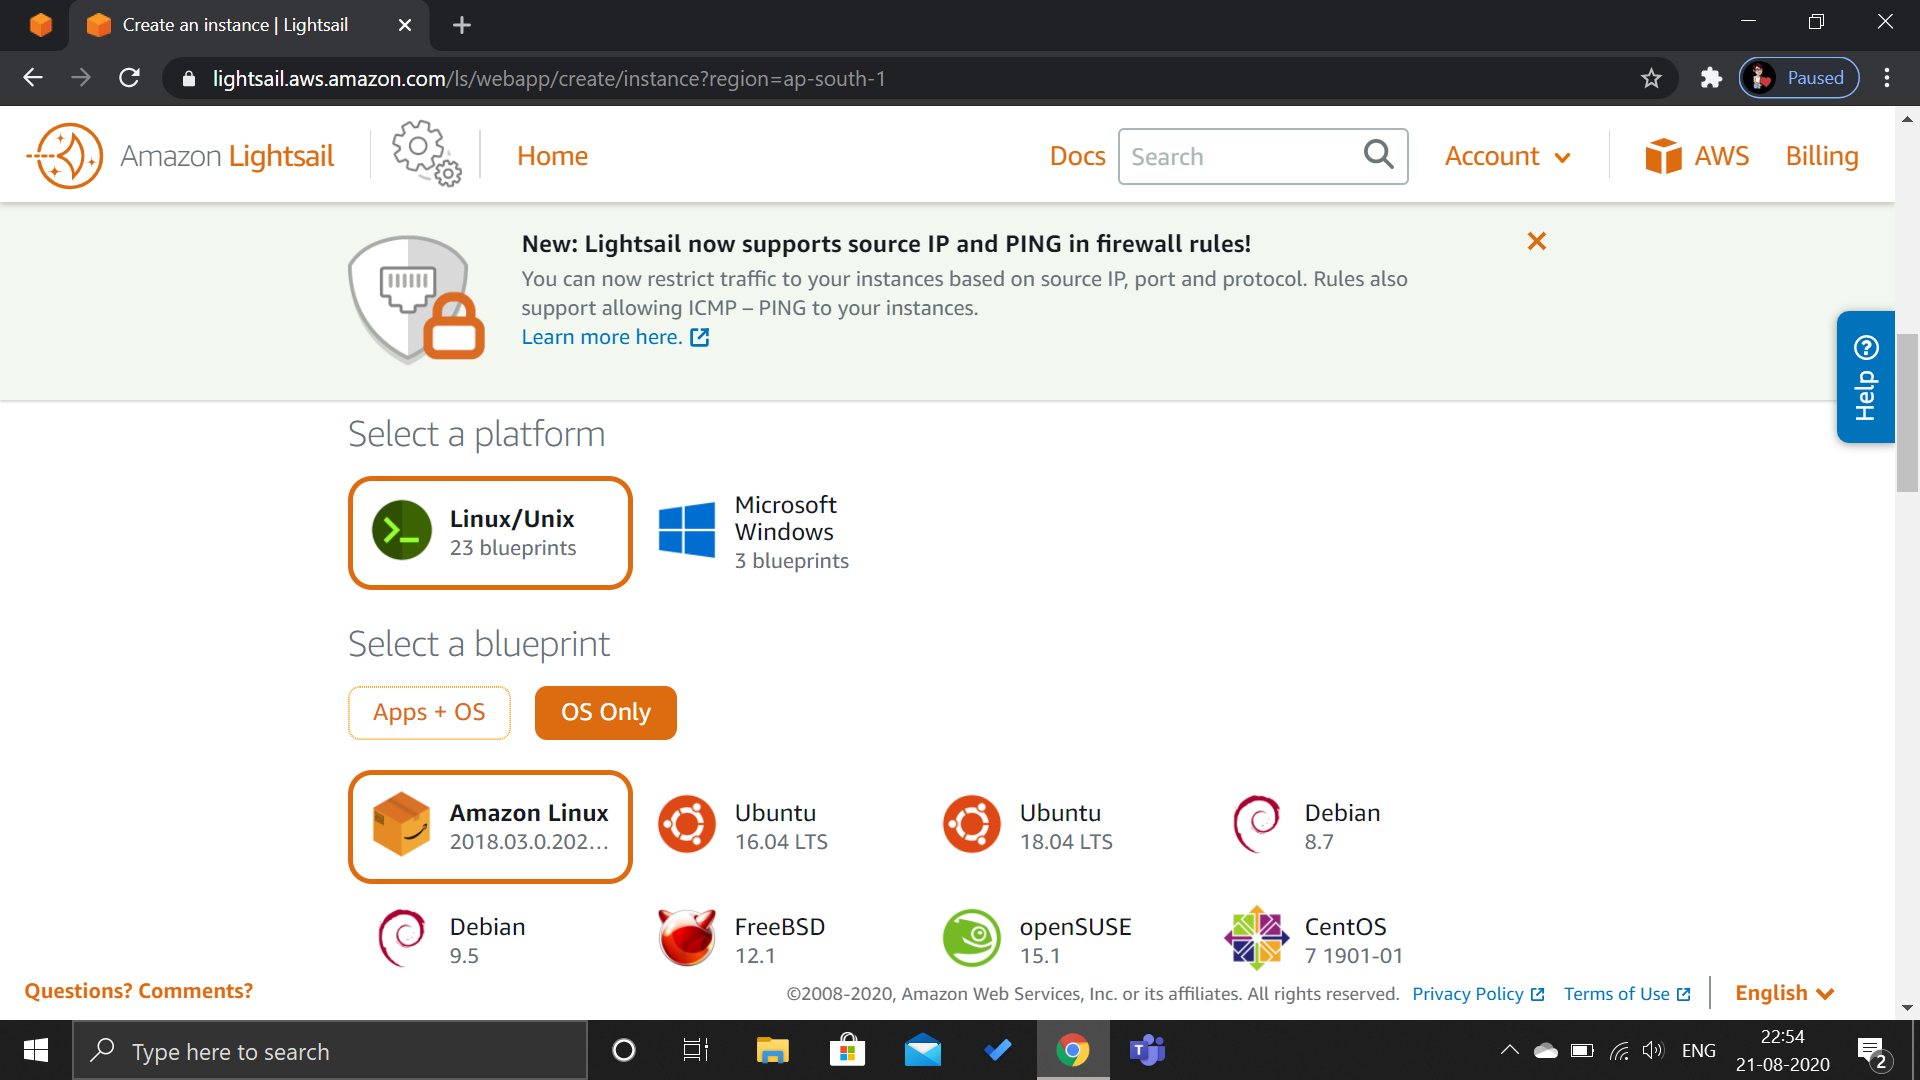 Create an instance | Lightsail
lightsail.aws.amazon.com/ls/webapp/create/instance?region=ap-south-1
Paused
Amazon Lightsail
Home
Docs
Search
Account
AWS
Billing
New: Lightsail now supports source IP and PING in firewall rules!
You can now restrict traffic to your instances based on source IP, port and protocol. Rules also
support allowing ICMP – PING to your instances.
Learn more here.
Help
Select a platform
Linux/Unix
23 blueprints
Microsoft
Windows
3 blueprints
Select a blueprint
Apps + OS
OS Only
Amazon Linux
2018.03.0.202...
Ubuntu
16.04 LTS
Ubuntu
18.04 LTS
Debian
8.7
Debian
9.5
FreeBSD
12.1
openSUSE
15.1
CentOS
7 1901-01
Questions? Comments?
©2008-2020, Amazon Web Services, Inc. or its affiliates. All rights reserved.
Privacy Policy
Terms of Use
English
Type here to search
ENG
22:54
21-08-2020
2